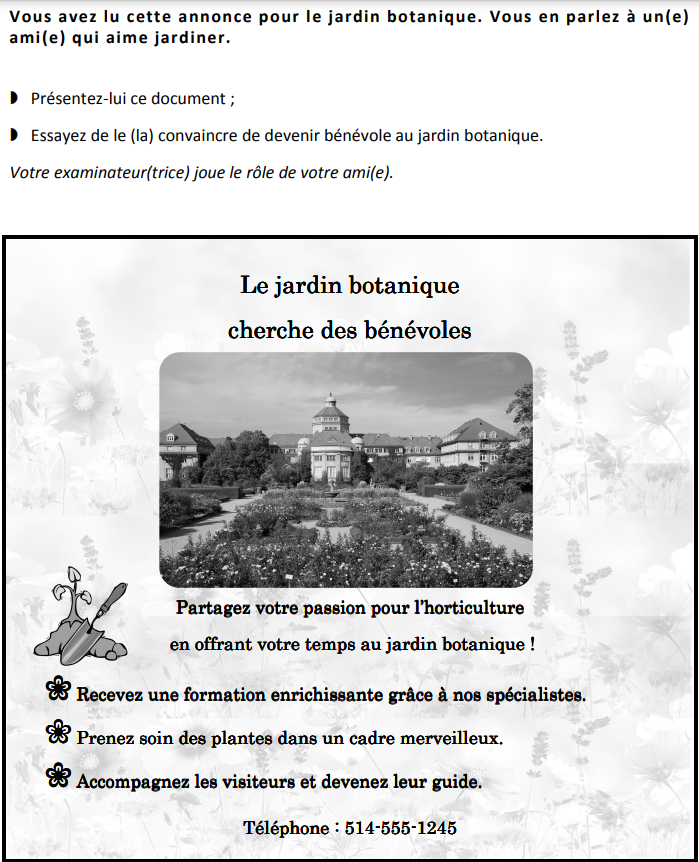 Vous avez lu cette annonce pour le jardin botanique. Vous en parlez à un(e)
ami(e) qui aime jardiner.
Présentez-lui ce document ;
Essayez de le (la) convaincre de devenir bénévole au jardin botanique.
Votre examinateur(trice) joue le rôle de votre ami(e).
Le jardin botanique
cherche des bénévoles
Partagez votre passion pour l'horticulture
en offrant votre temps au jardin botanique !
Recevez une formation enrichissante grâce à nos spécialistes.
Prenez soin des plantes dans un cadre merveilleux.
Accompagnez les visiteurs et devenez leur guide.
Téléphone : 514-555-1245